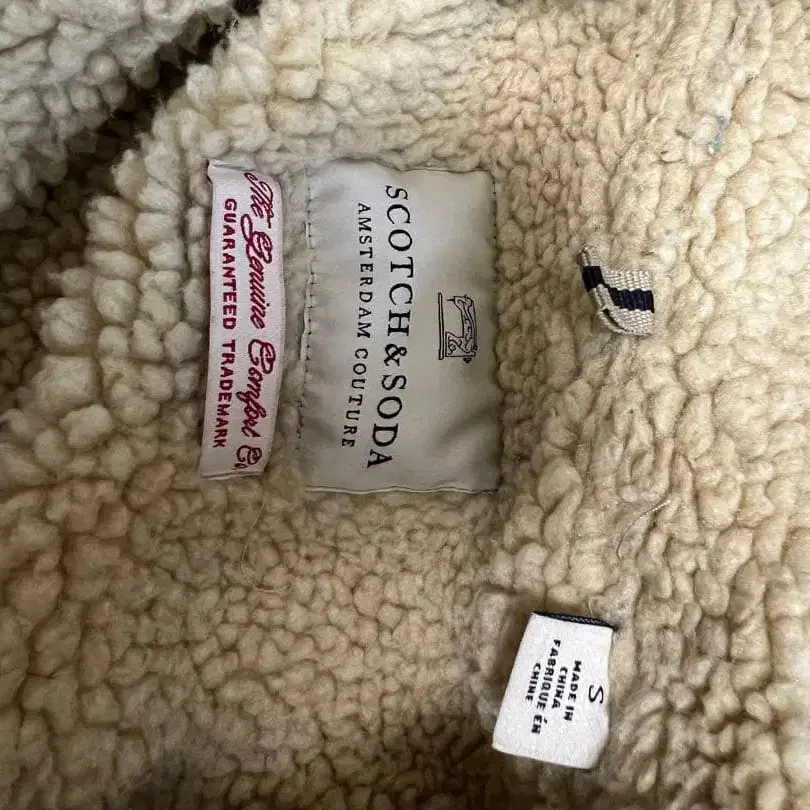 SCOTCH & SODA
AMSTERDAM COUTURE
The Genuine Comfort Co
GUARANTEED TRADEMARK
S
MADE IN
CHINA
FABRIQUÉ EN
CHINE